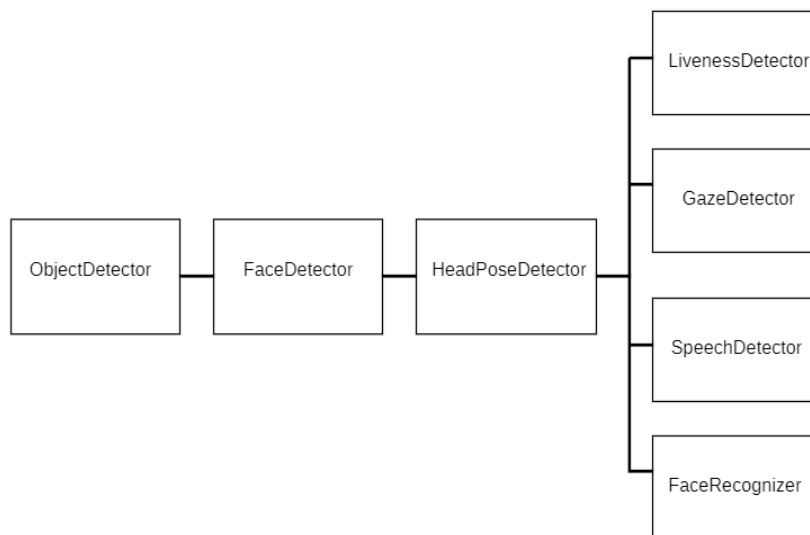 LivenessDetector
GazeDetector
ObjectDetector
FaceDetector
HeadPoseDetector
SpeechDetector
FaceRecognizer